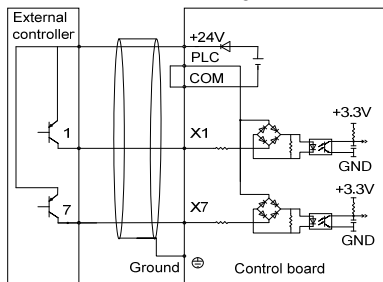 External
controller
+24V
PLC
COM
+3.3V
1
X1
GND
+3.3V
7
X7
GND
Ground
Control board